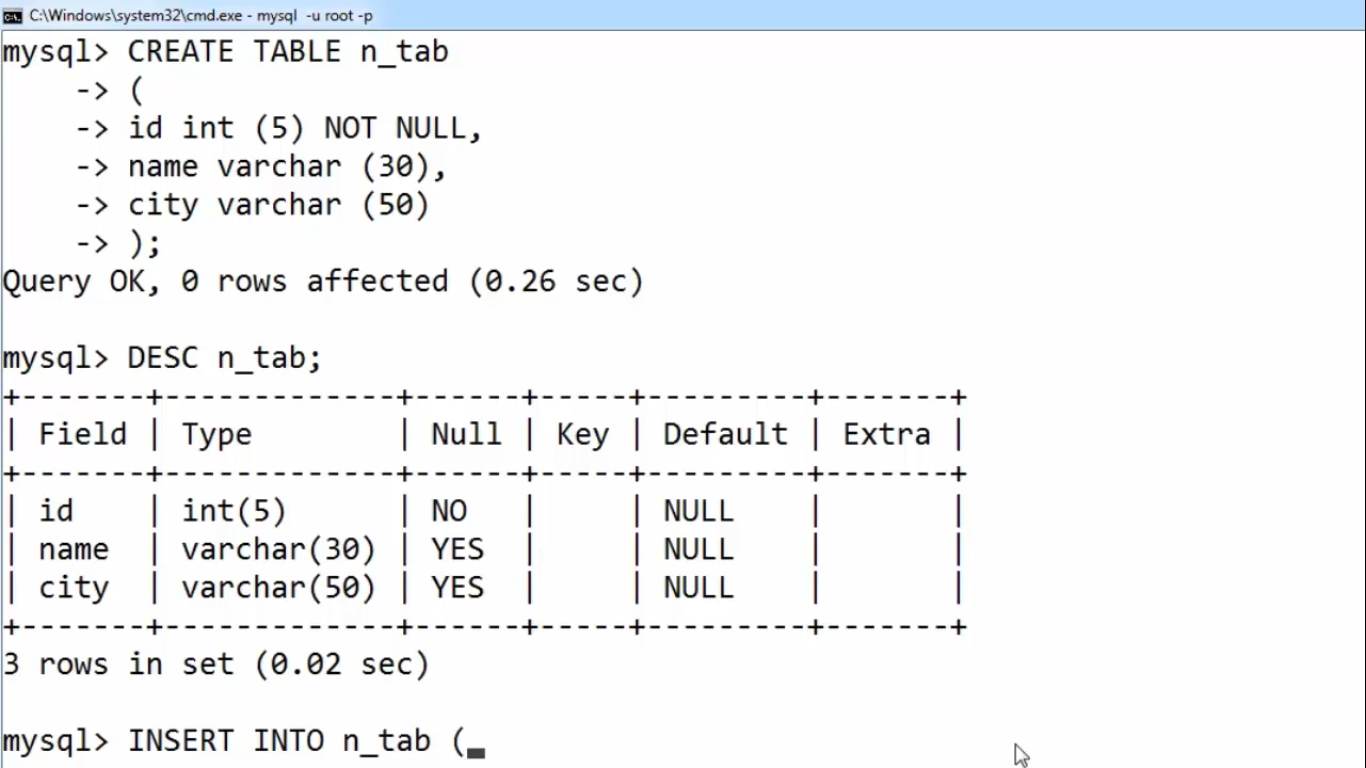 C:\Windows\system32\cmd.exe - mysql  -u root -p
mysql> CREATE TABLE n_tab
    -> (
    -> id int (5) NOT NULL,
    -> name varchar (30),
    -> city varchar (50)
    -> );
Query OK, 0 rows affected (0.26 sec)

mysql> DESC n_tab;
+-------+-------------+------+-----+---------+-------+
| Field | Type        | Null | Key | Default | Extra |
+-------+-------------+------+-----+---------+-------+
| id    | int(5)      | NO   |     | NULL    |       |
| name  | varchar(30) | YES  |     | NULL    |       |
| city  | varchar(50) | YES  |     | NULL    |       |
+-------+-------------+------+-----+---------+-------+
3 rows in set (0.02 sec)

mysql> INSERT INTO n_tab (